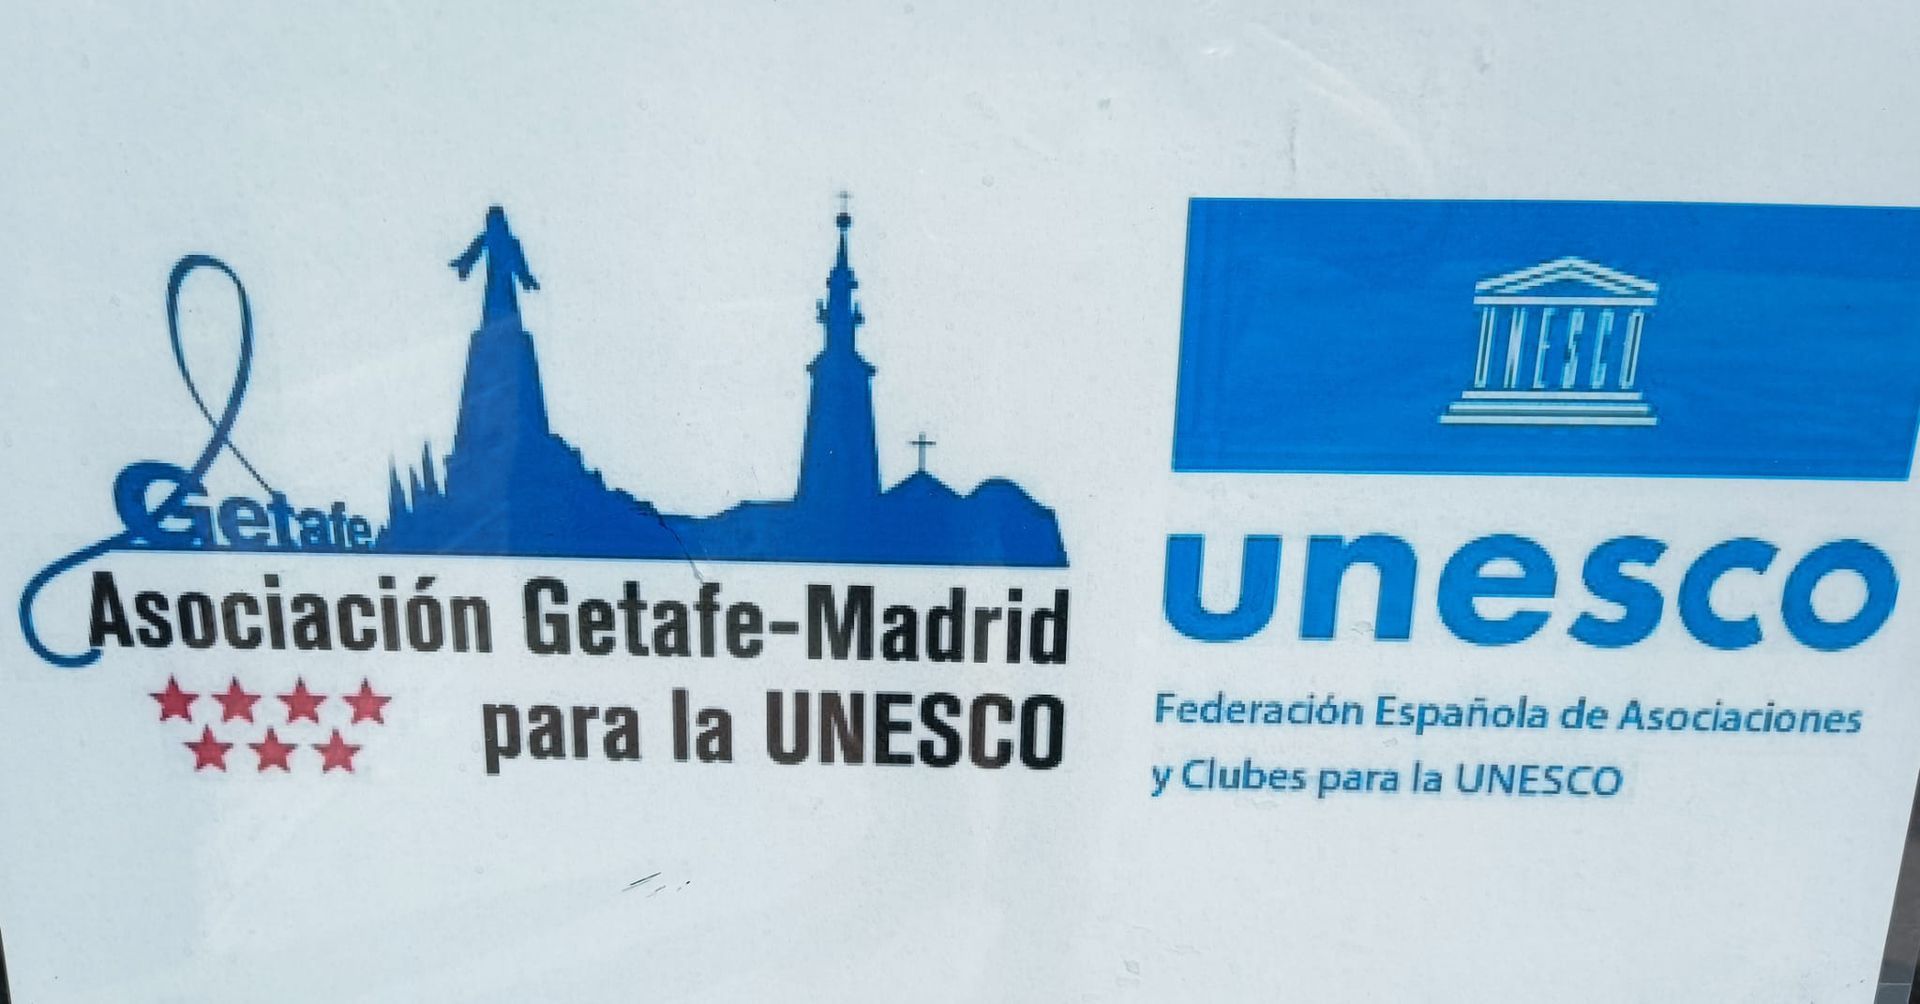 Getafe
Asociación Getafe-Madrid
para la UNESCO
UNESCO
unesco
Federación Española de Asociaciones
y Clubes para la UNESCO